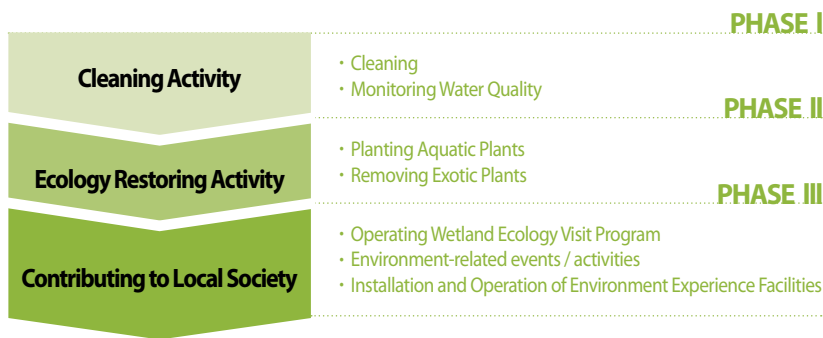 PHASE Ⅰ
Cleaning Activity
· Cleaning
· Monitoring Water Quality
PHASE Ⅱ
Ecology Restoring Activity
· Planting Aquatic Plants
· Removing Exotic Plants
PHASE Ⅲ
Contributing to Local Society
· Operating Wetland Ecology Visit Program
· Environment-related events / activities
· Installation and Operation of Environment Experience Facilities